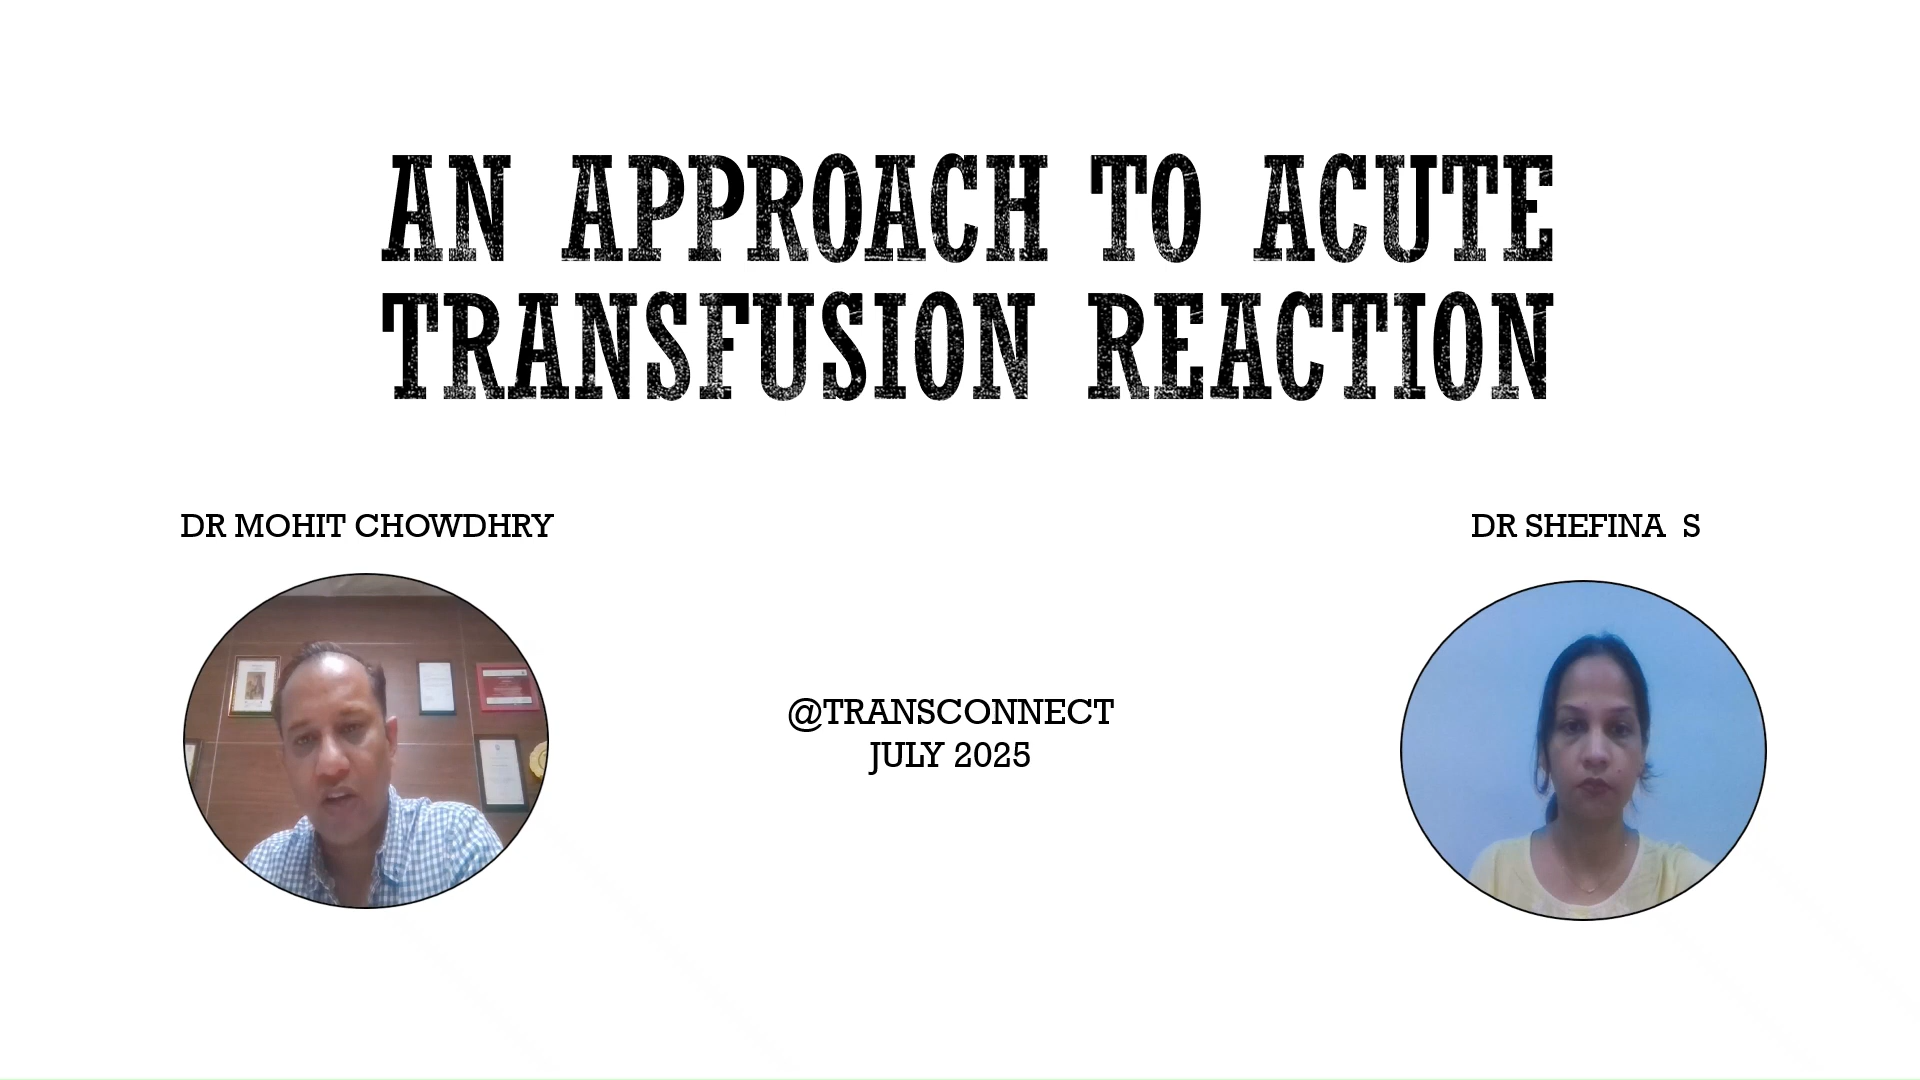 AN APPROACH TO ACUTE
TRANSFUSION REACTION
DR MOHIT CHOWDHRY
DR SHEFINA S
@TRANSCONNECT
JULY 2025